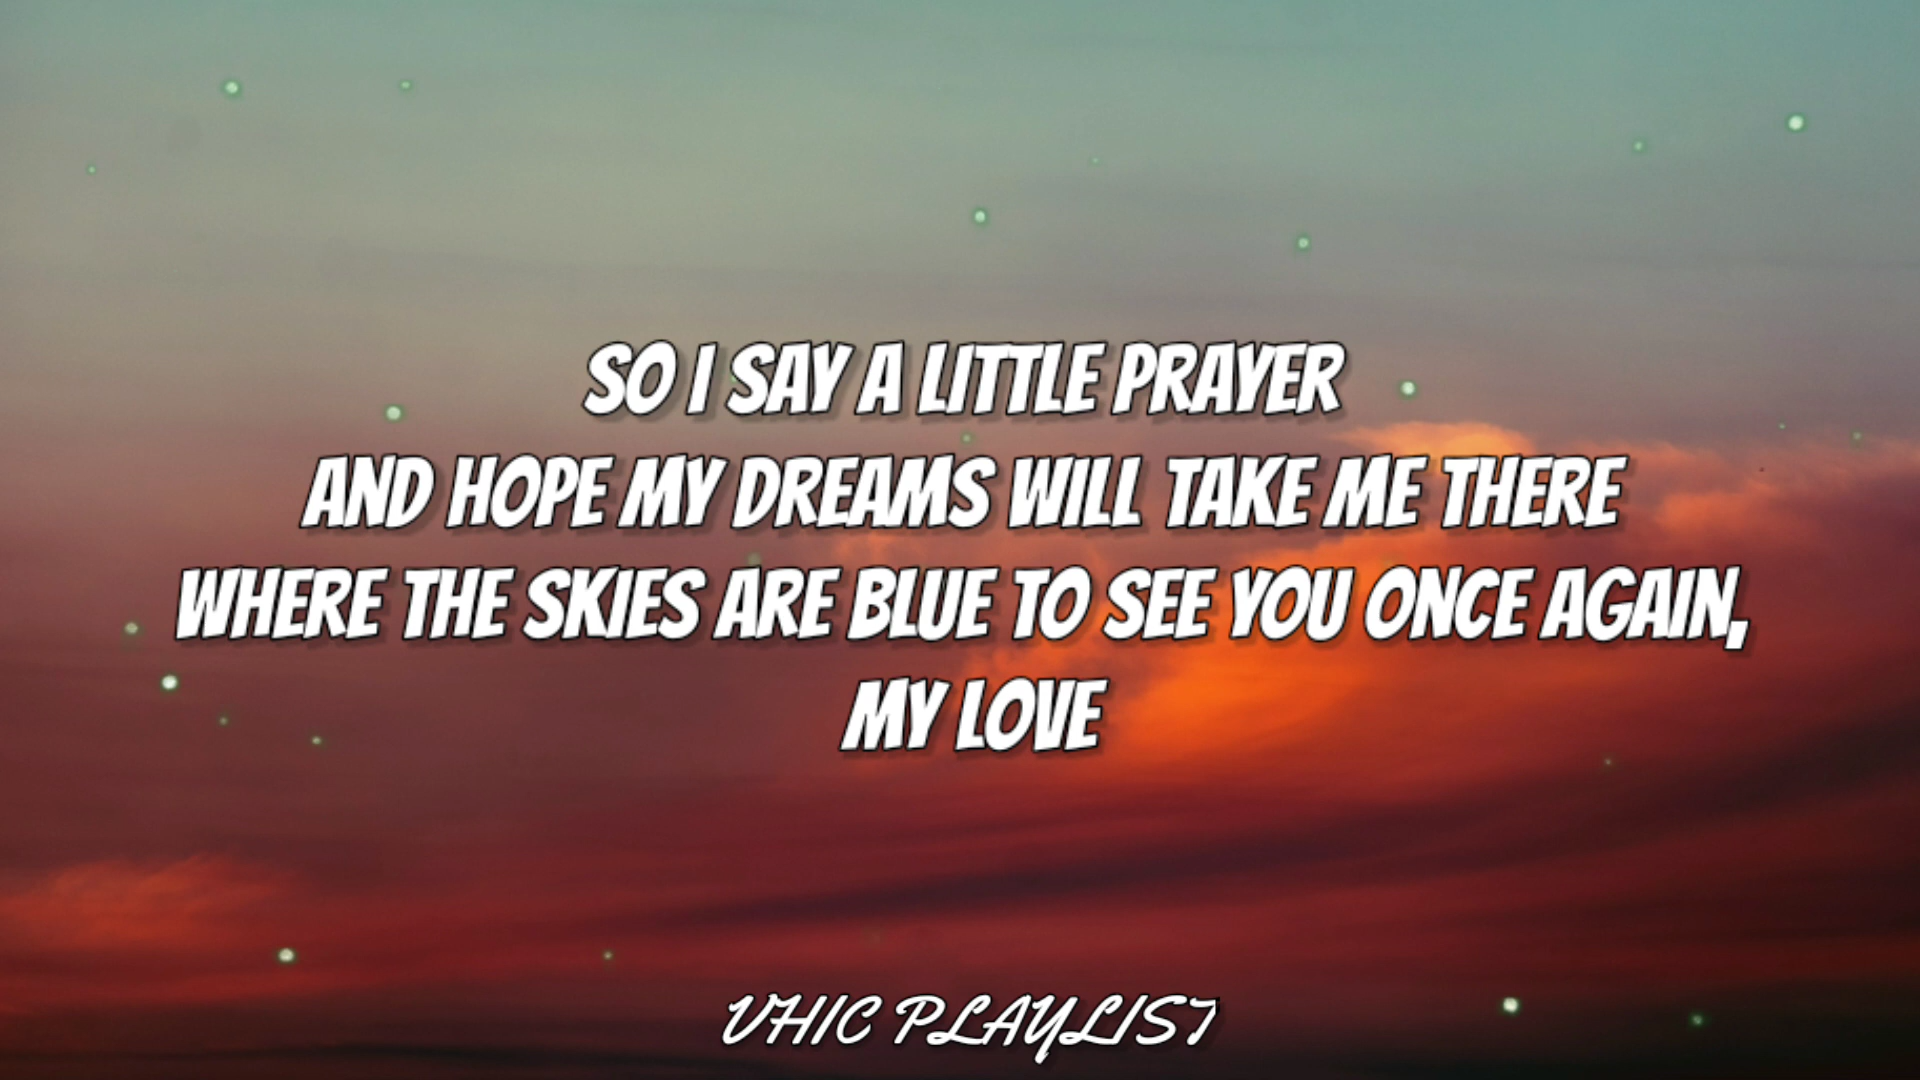 SO I SAY A LITTLE PRAYER
AND HOPE MY DREAMS WILL TAKE ME THERE
WHERE THE SKIES ARE BLUE TO SEE YOU ONCE AGAIN,
MY LOVE
VHIC PLAYLIST